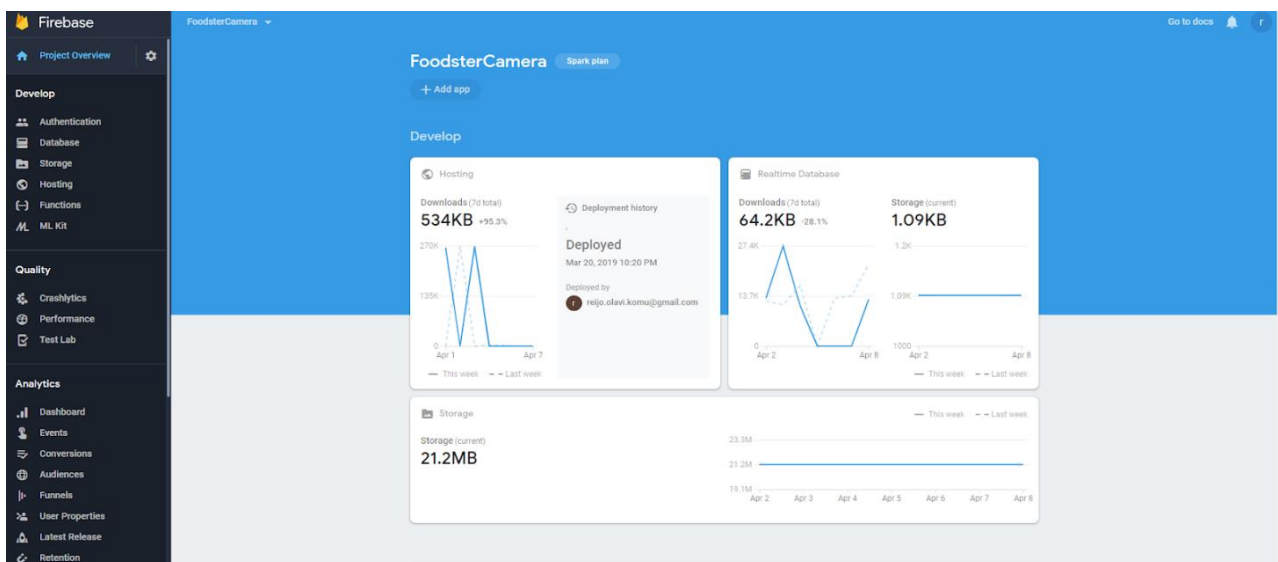 Firebase
FoodsterCamera
Go to docs
r
Project Overview
Develop
Authentication
Database
Storage
Hosting
Functions
ML Kit
Quality
Crashlytics
Performance
Test Lab
Analytics
Dashboard
Events
Conversions
Audiences
Funnels
User Properties
Latest Release
Retention
FoodsterCamera Spark plan
+ Add app
Develop
Hosting
Downloads (7d total)
534KB +95.3%
270K
135K
0
Apr 1 Apr 7
This week Last week
Deployment history
Deployed
Mar 20, 2019 10:20 PM
Deployed by
r reijo.olavi.komu@gmail.com
Realtime Database
Downloads (7d total)
64.2KB -28.1%
27.4K
13.7K
0
Apr 2 Apr 8
Storage (current)
1.09KB
1.2K
1.09K
1000
Apr 2 Apr 8
This week Last week
Storage
This week Last week
Storage (current)
21.2MB
23.3M
21.2M
19.1M
Apr 2 Apr 3 Apr 4 Apr 5 Apr 6 Apr 7 Apr 8